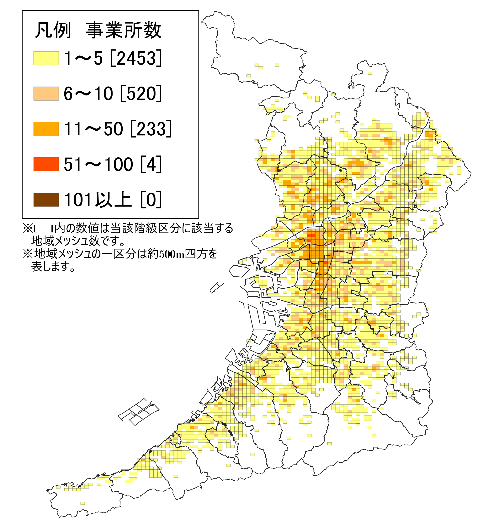 凡例 事業所数
1～5 [2453]
6～10 [520]
11～50 [233]
51～100 [4]
101以上 [0]
※[ ]内の数値は当該階級区分に該当する
地域メッシュ数です。
※地域メッシュの一区分は約500m四方を
表します。